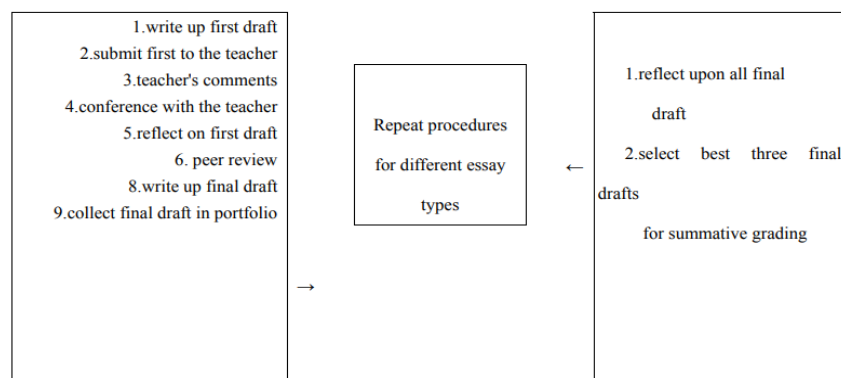 1.write up first draft
2.submit first to the teacher
3.teacher's comments
4.conference with the teacher
5.reflect on first draft
6. peer review
8.write up final draft
9.collect final draft in portfolio
→
Repeat procedures
for different essay
types
←
1.reflect upon all final
draft
2.select best three final
drafts
for summative grading